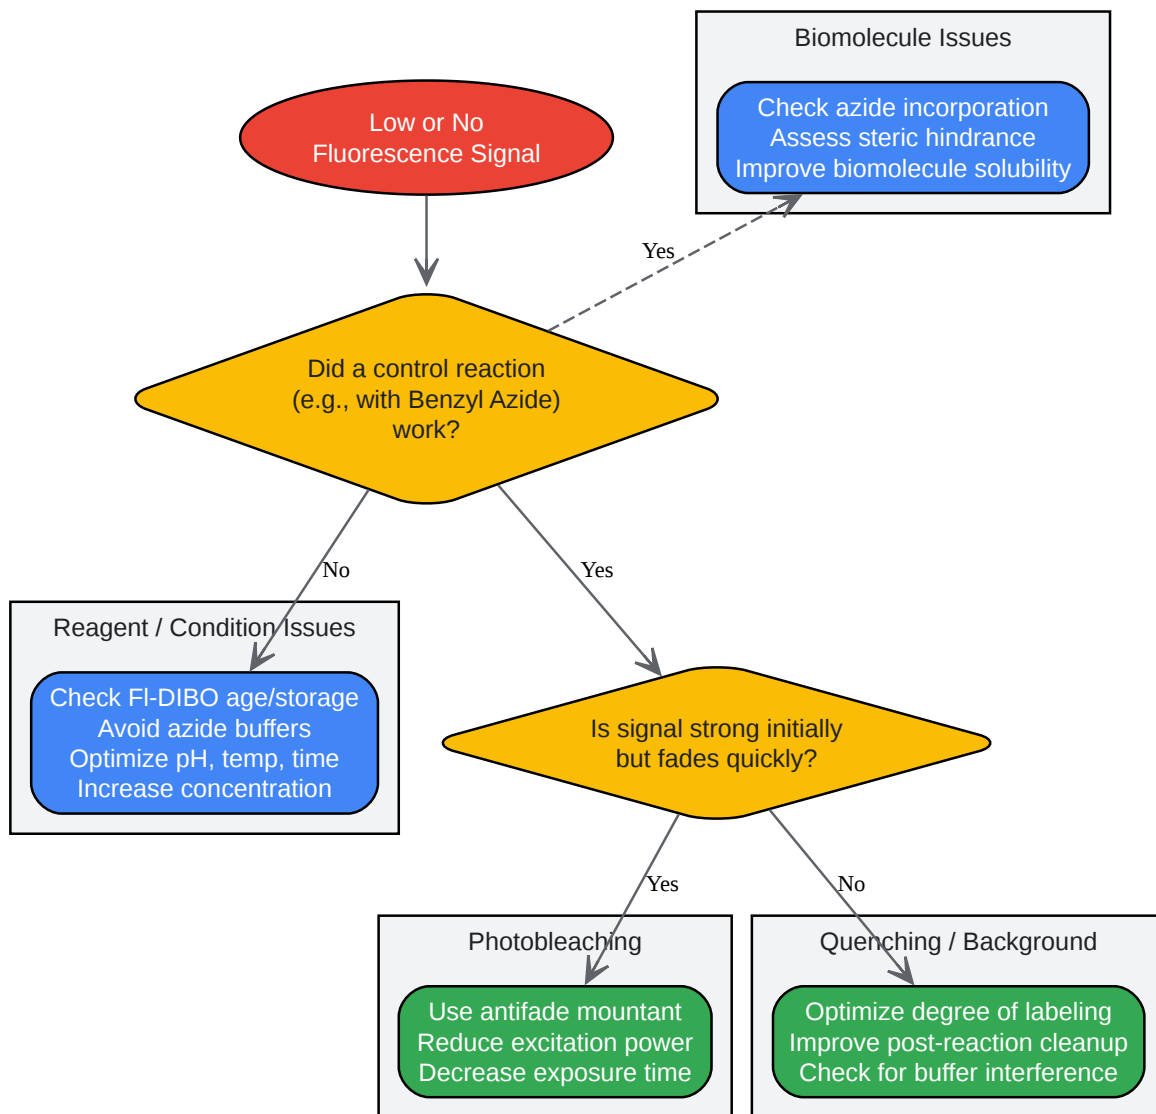 Biomolecule Issues
Check azide incorporation
Assess steric hindrance
Improve biomolecule solubility
Low or No
Fluorescence Signal
Yes
Did a control reaction
(e.g., with Benzyl Azide)
work?
No
Yes
Reagent / Condition Issues
Check Fl-DIBO age/storage
Avoid azide buffers
Optimize pH, temp, time
Increase concentration
Is signal strong initially
but fades quickly?
Yes
No
Photobleaching
Use antifade mountant
Reduce excitation power
Decrease exposure time
Quenching / Background
Optimize degree of labeling
Improve post-reaction cleanup
Check for buffer interference